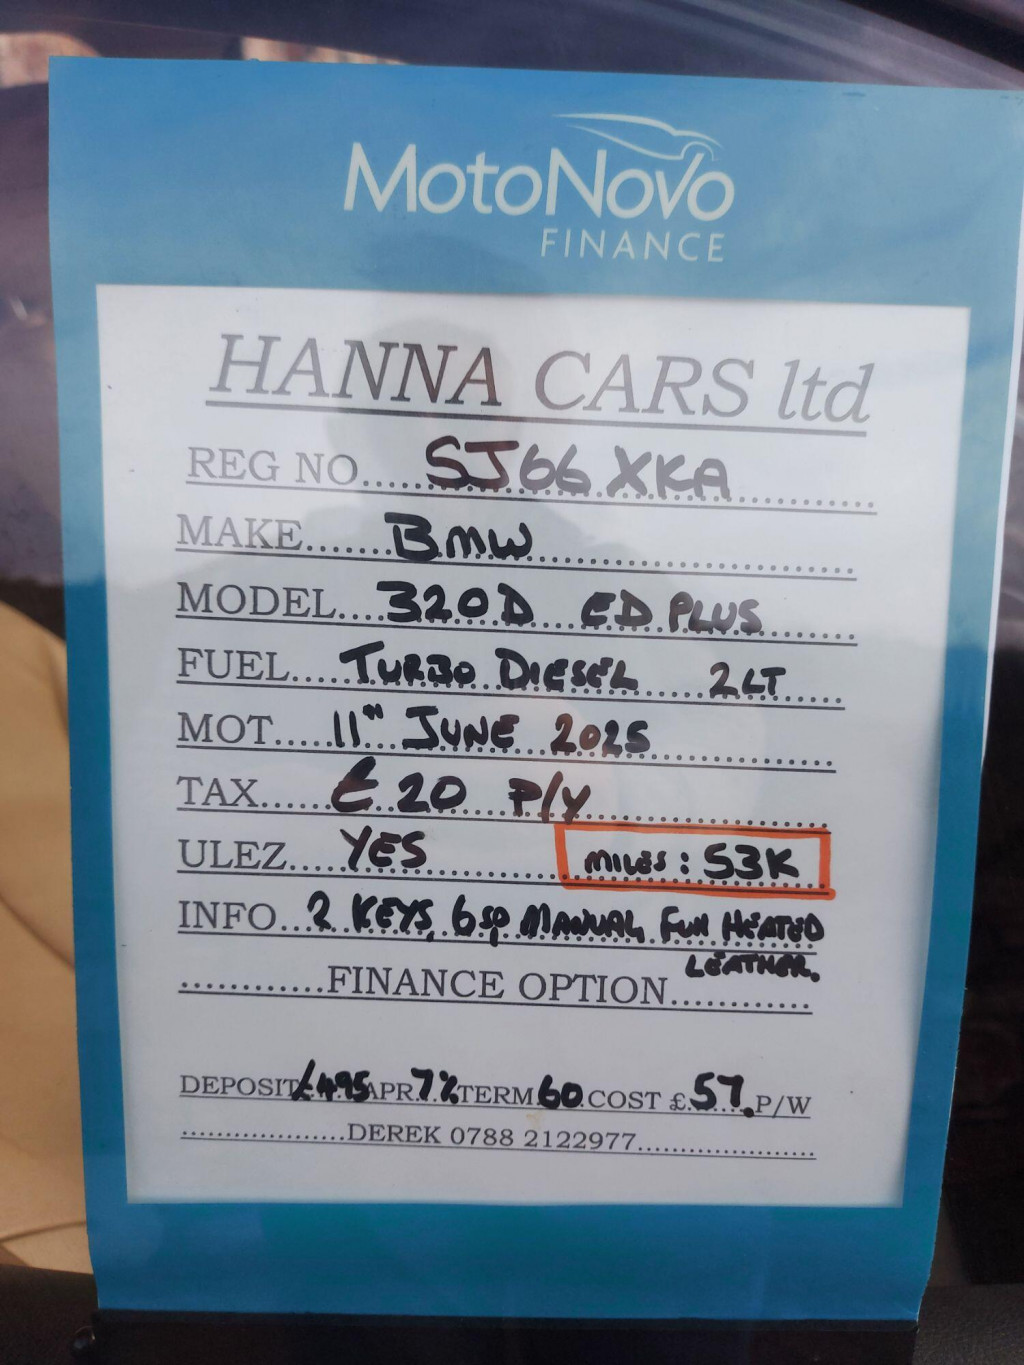 MotoNovo
FINANCE
HANNA CARS ltd
REG NO.....SJ66 XKA
MAKE.......BMW
MODEL....320D ED PLUS
FUEL.....TURBO DIESEL 2LT
MOT.....11TH JUNE 2025
TAX......£20 P/Y
ULEZ....YES MILES: 53K
INFO...2 KEYS, 6SP MANUAL, FULL HEATED
LEATHER.
............FINANCE OPTION............
DEPOSIT £495 APR 7% TERM 60 COST £ 57. P/W
...................DEREK 0788 2122977....................